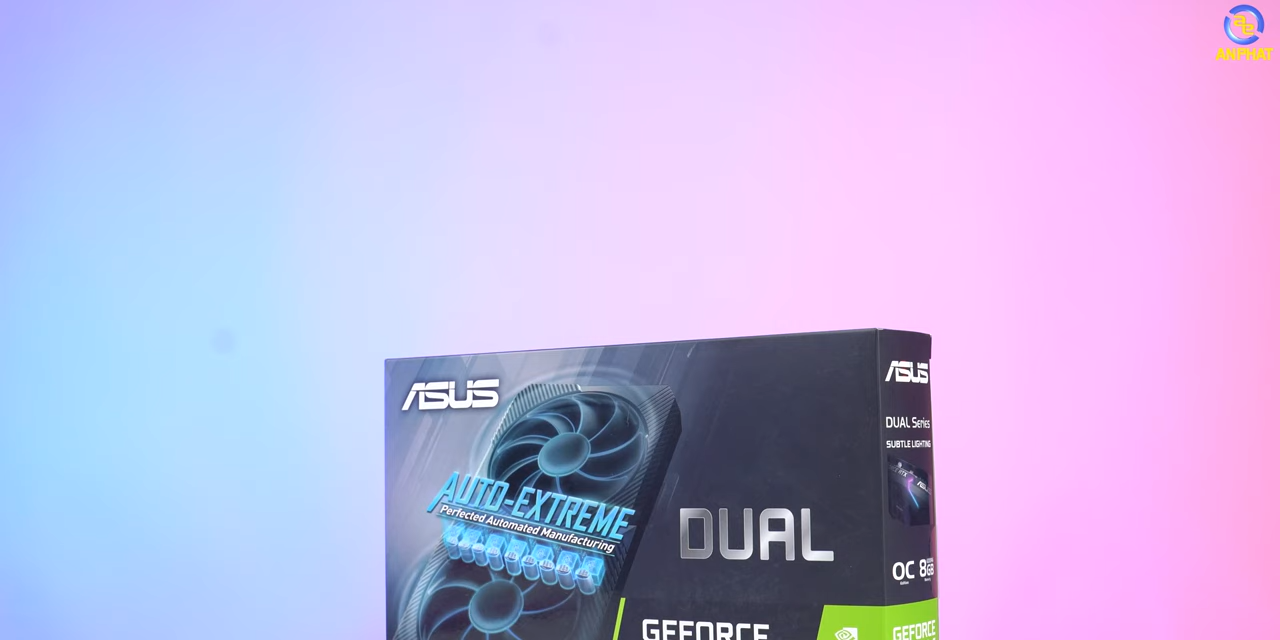 ANPHAT
ASUS
AUTO-EXTREME
Perfected Automated Manufacturing
DUAL
GEFORCE
ASUS
DUAL Series
SUBTLE LIGHTING
OC 8GB
GEFORCE